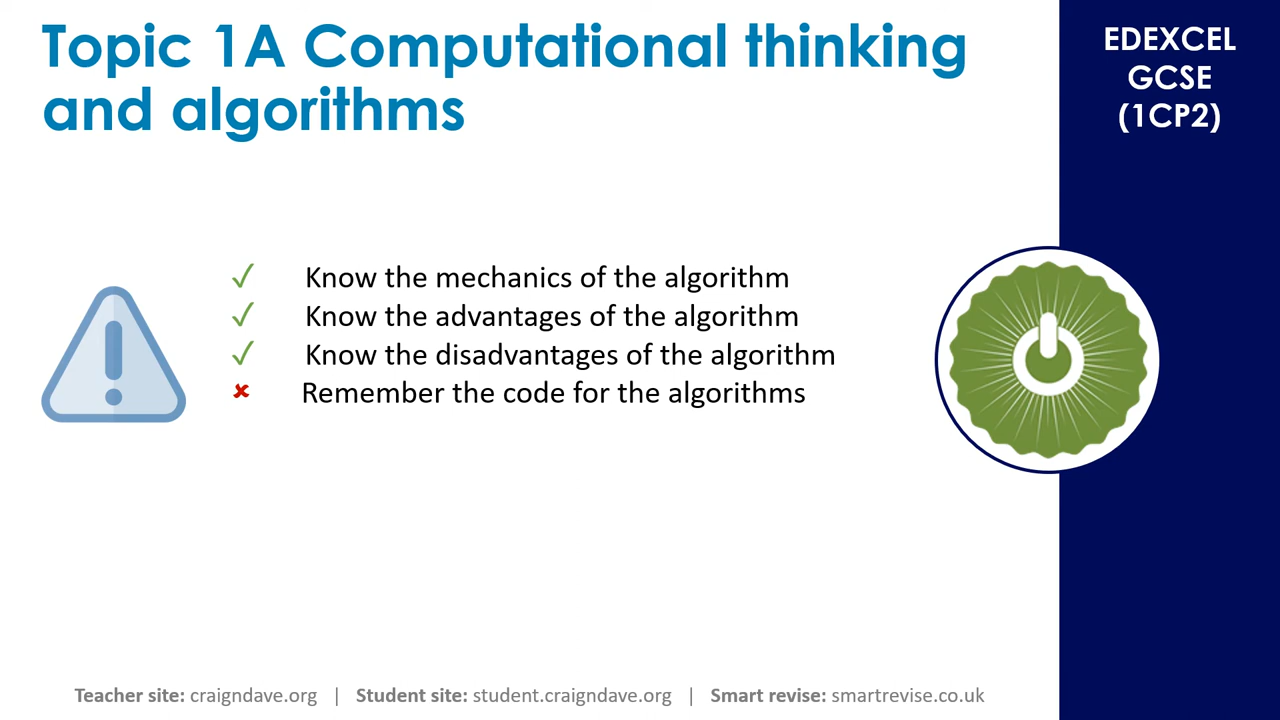 Topic 1A Computational thinking
and algorithms
EDEXCEL
GCSE
(1CP2)
✓ Know the mechanics of the algorithm
✓ Know the advantages of the algorithm
✓ Know the disadvantages of the algorithm
✘ Remember the code for the algorithms
Teacher site: craigndave.org | Student site: student.craigndave.org | Smart revise: smartrevise.co.uk